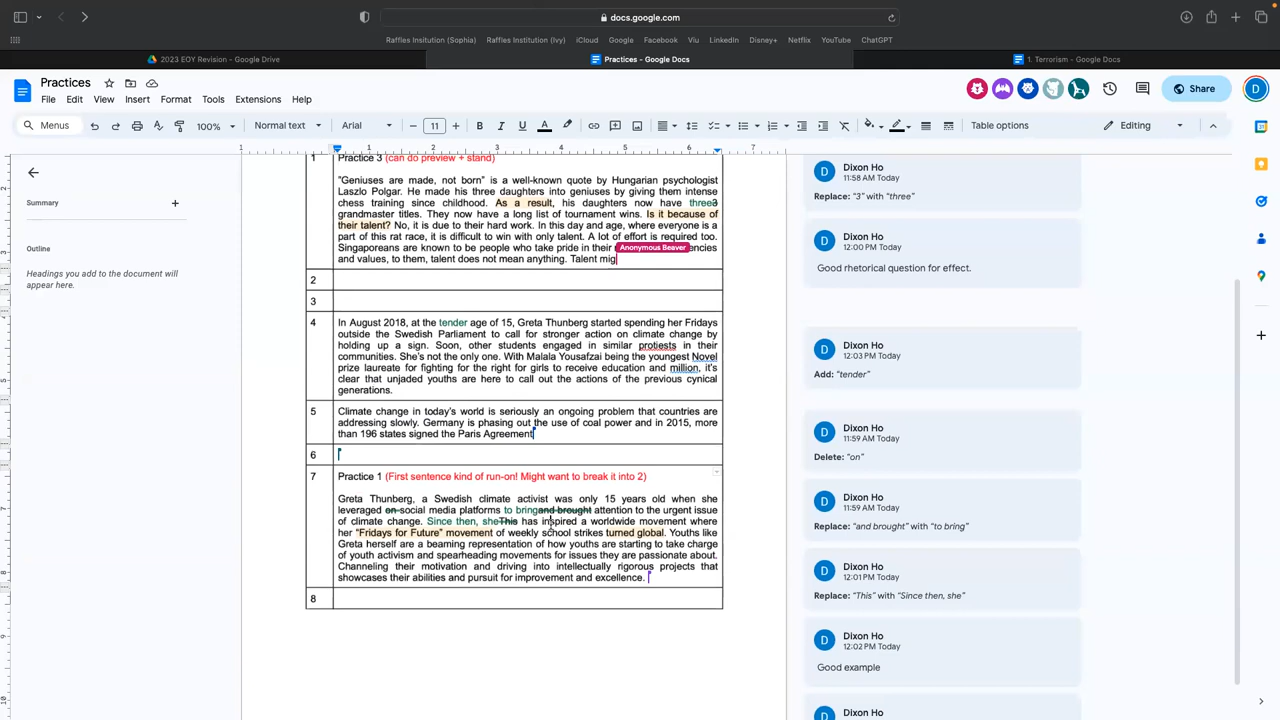 docs.google.com
Raffles Insitution (Sophia) Raffles Institution (Ivy) iCloud Google Facebook Viu LinkedIn Disney+ Netflix YouTube ChatGPT
2023 EOY Revision - Google Drive Practices - Google Docs 1. Terrorism - Google Docs
Practices
File Edit View Insert Format Tools Extensions Help
Share
D
Menus 100% Normal text Arial 11 Table options Editing
1 1 2 3 4 5 6 7
Summary
Outline
Headings you add to the document will
appear here.
1 Practice 3 (can do preview + stand)
"Geniuses are made, not born" is a well-known quote by Hungarian psychologist
Laszlo Polgar. He made his three daughters into geniuses by giving them intense
chess training since childhood. As a result, his daughters now have three3
grandmaster titles. They now have a long list of tournament wins. Is it because of
their talent? No, it is due to their hard work. In this day and age, where everyone is a
part of this rat race, it is difficult to win with only talent. A lot of effort is required too.
Singaporeans are known to be people who take pride in their encies
Anonymous Beaver
and values, to them, talent does not mean anything. Talent mig
2
3
4 In August 2018, at the tender age of 15, Greta Thunberg started spending her Fridays
outside the Swedish Parliament to call for stronger action on climate change by
holding up a sign. Soon, other students engaged in similar protiests in their
communities. She's not the only one. With Malala Yousafzai being the youngest Novel
prize laureate for fighting for the right for girls to receive education and million, it's
clear that unjaded youths are here to call out the actions of the previous cynical
generations.
5 Climate change in today's world is seriously an ongoing problem that countries are
addressing slowly. Germany is phasing out the use of coal power and in 2015, more
than 196 states signed the Paris Agreement
6
7 Practice 1 (First sentence kind of run-on! Might want to break it into 2)
Greta Thunberg, a Swedish climate activist was only 15 years old when she
leveraged on social media platforms to bringand brought attention to the urgent issue
of climate change. Since then, sheThis has inspired a worldwide movement where
her "Fridays for Future" movement of weekly school strikes turned global. Youths like
Greta herself are a beaming representation of how youths are starting to take charge
of youth activism and spearheading movements for issues they are passionate about.
Channeling their motivation and driving into intellectually rigorous projects that
showcases their abilities and pursuit for improvement and excellence.
8
D Dixon Ho
11:58 AM Today
Replace: "3" with "three"
D Dixon Ho
12:00 PM Today
Good rhetorical question for effect.
D Dixon Ho
12:03 PM Today
Add: "tender"
D Dixon Ho
11:59 AM Today
Delete: "on"
D Dixon Ho
11:59 AM Today
Replace: "and brought" with "to bring"
D Dixon Ho
12:01 PM Today
Replace: "This" with "Since then, she"
D Dixon Ho
12:02 PM Today
Good example
D Dixon Ho